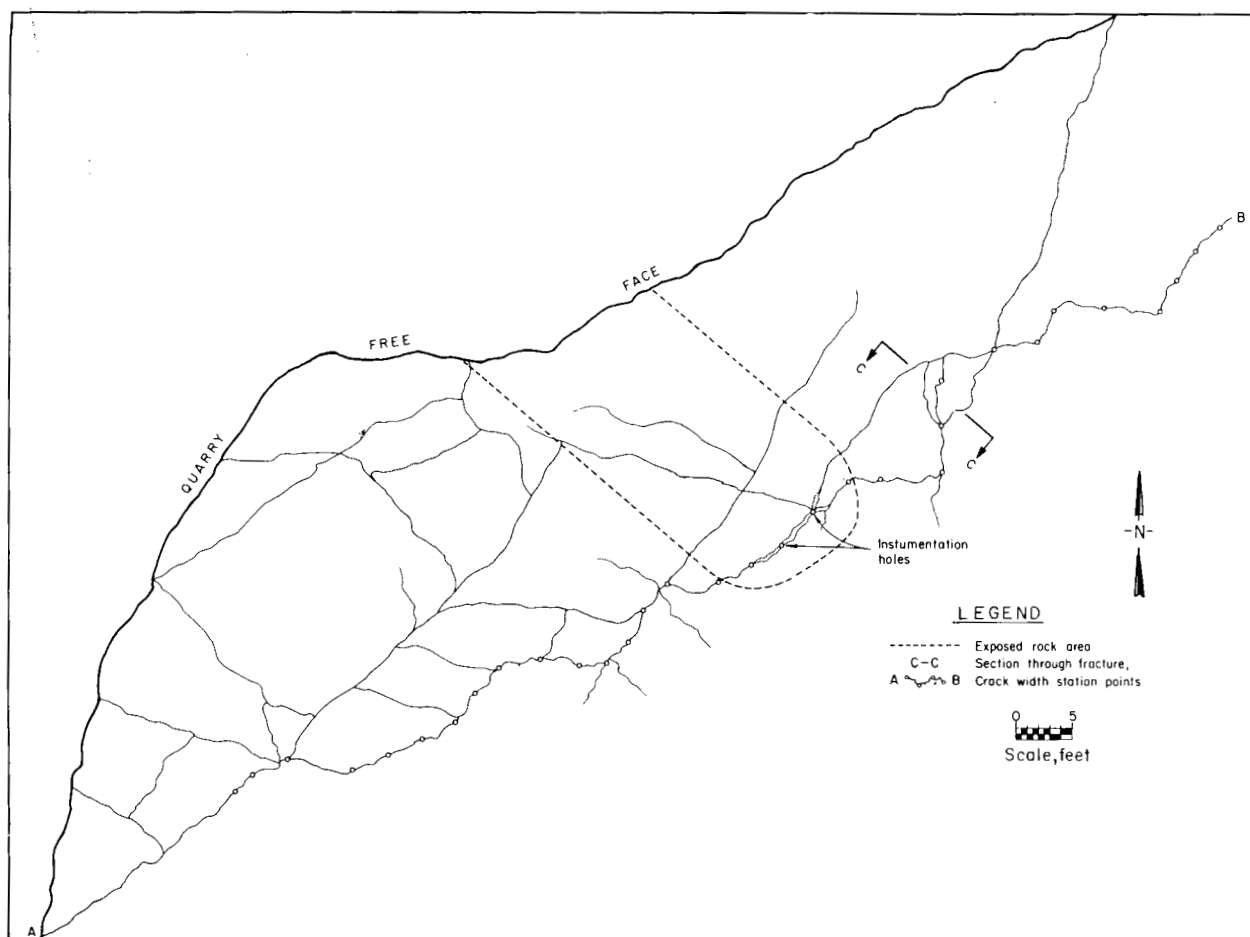 B
FACE
FREE
C
QUARRY
C
Instumentation
holes
-N-
LEGEND
Exposed rock area
C-C Section through fracture,
A B Crack width station points
0 5
Scale, feet
A